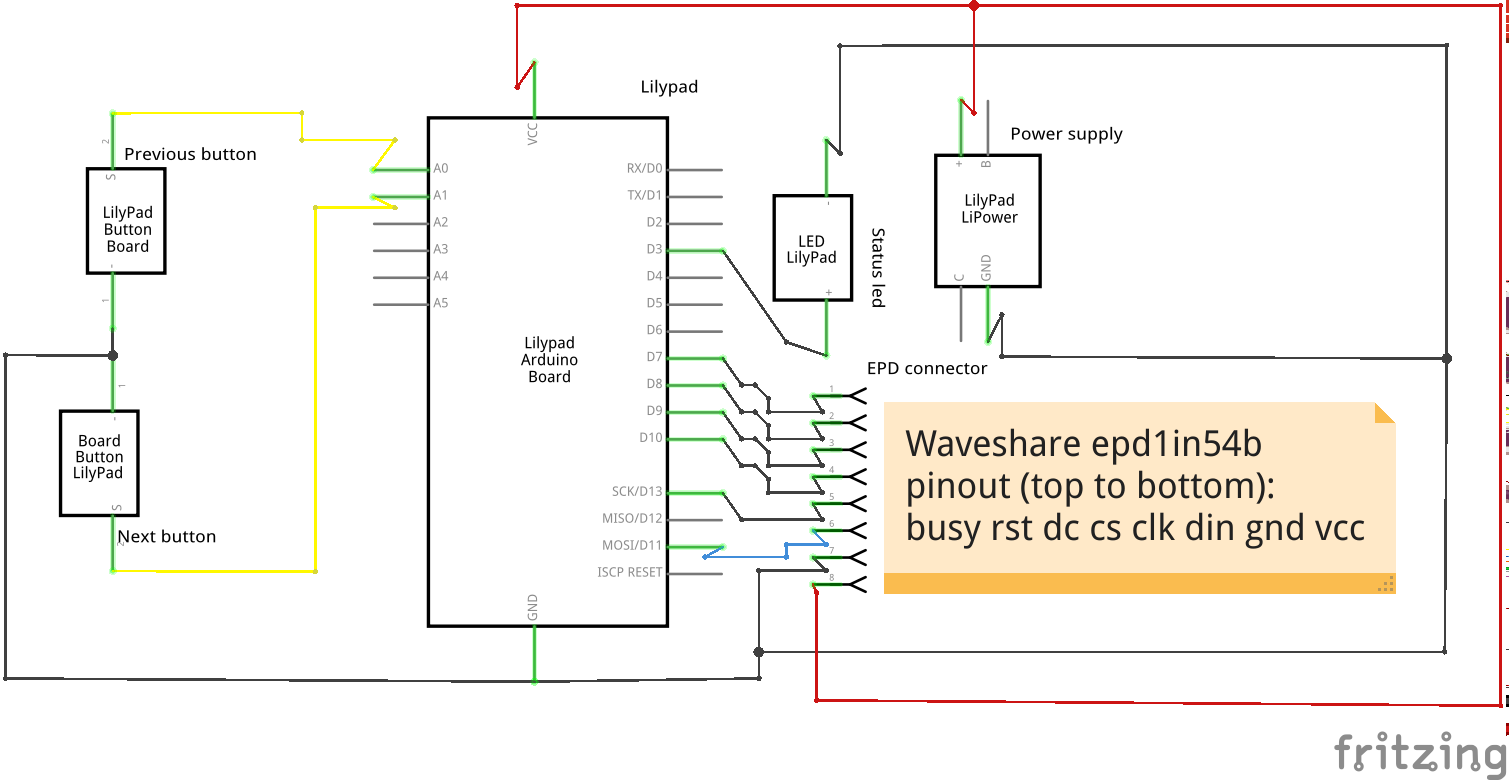 Lilypad
VCC
Power supply
2
Previous button
S
+
B
A0
RX/D0
A1
TX/D1
-
LilyPad
LiPower
LilyPad
Button
Board
A2
D2
A3
D3
LED
LilyPad
Status led
-
A4
D4
C
GND
+
1
A5
D5
D6
Lilypad
Arduino
Board
D7
EPD connector
1
D8
1
2
-
D9
3
Board
Button
LilyPad
D10
4
SCK/D13
5
S
MISO/D12
6
2
Next button
MOSI/D11
7
ISCP RESET
8
Waveshare epd1in54b
pinout (top to bottom):
busy rst dc cs clk din gnd vcc
GND
fritzing